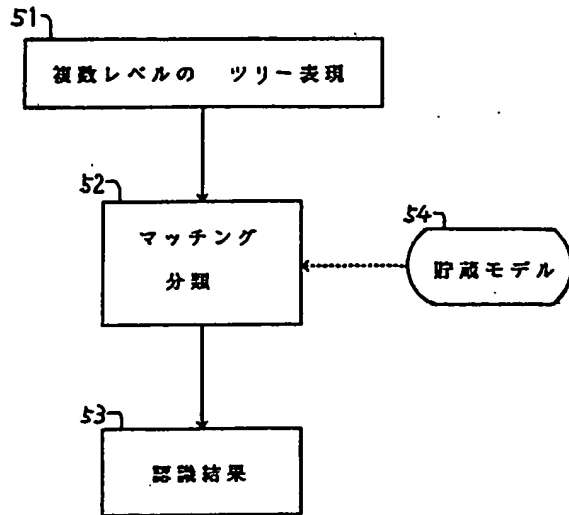 51
複数レベルの ツリー表現
52
マッチング
分類
54
貯蔵モデル
53
認識結果